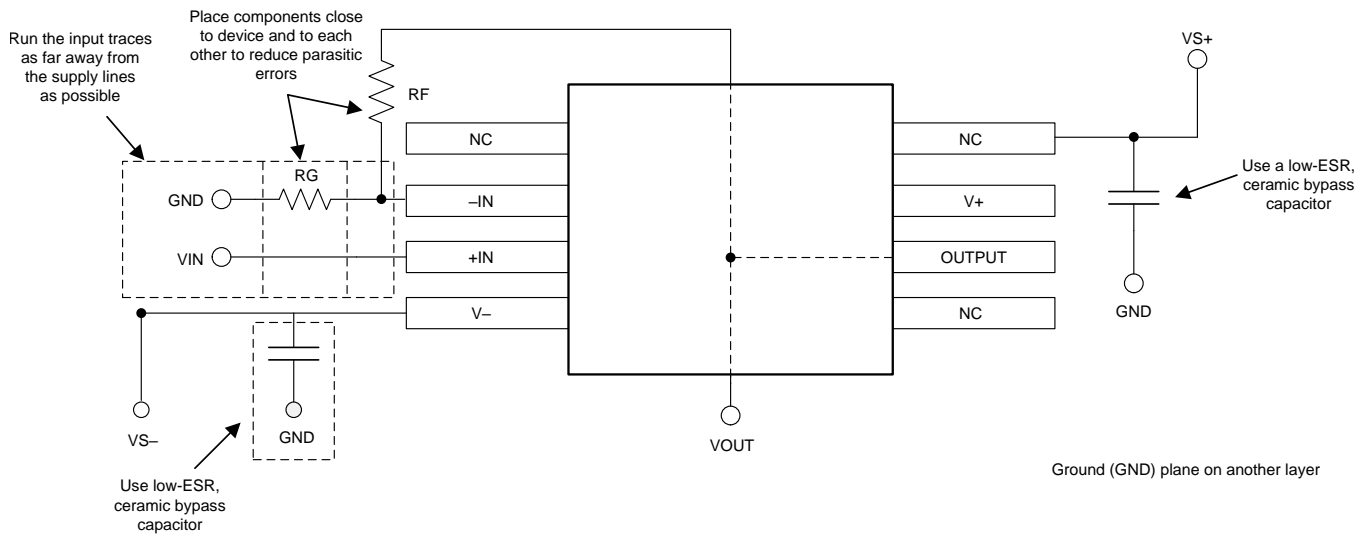 Run the input traces
as far away from
the supply lines
as possible
Place components close
to device and to each
other to reduce parasitic
errors
RF
VS+
NC
NC
Use a low-ESR,
ceramic bypass
capacitor
RG
GND
–IN
V+
VIN
+IN
OUTPUT
GND
V–
NC
VS–
GND
VOUT
Use low-ESR,
ceramic bypass
capacitor
Ground (GND) plane on another layer